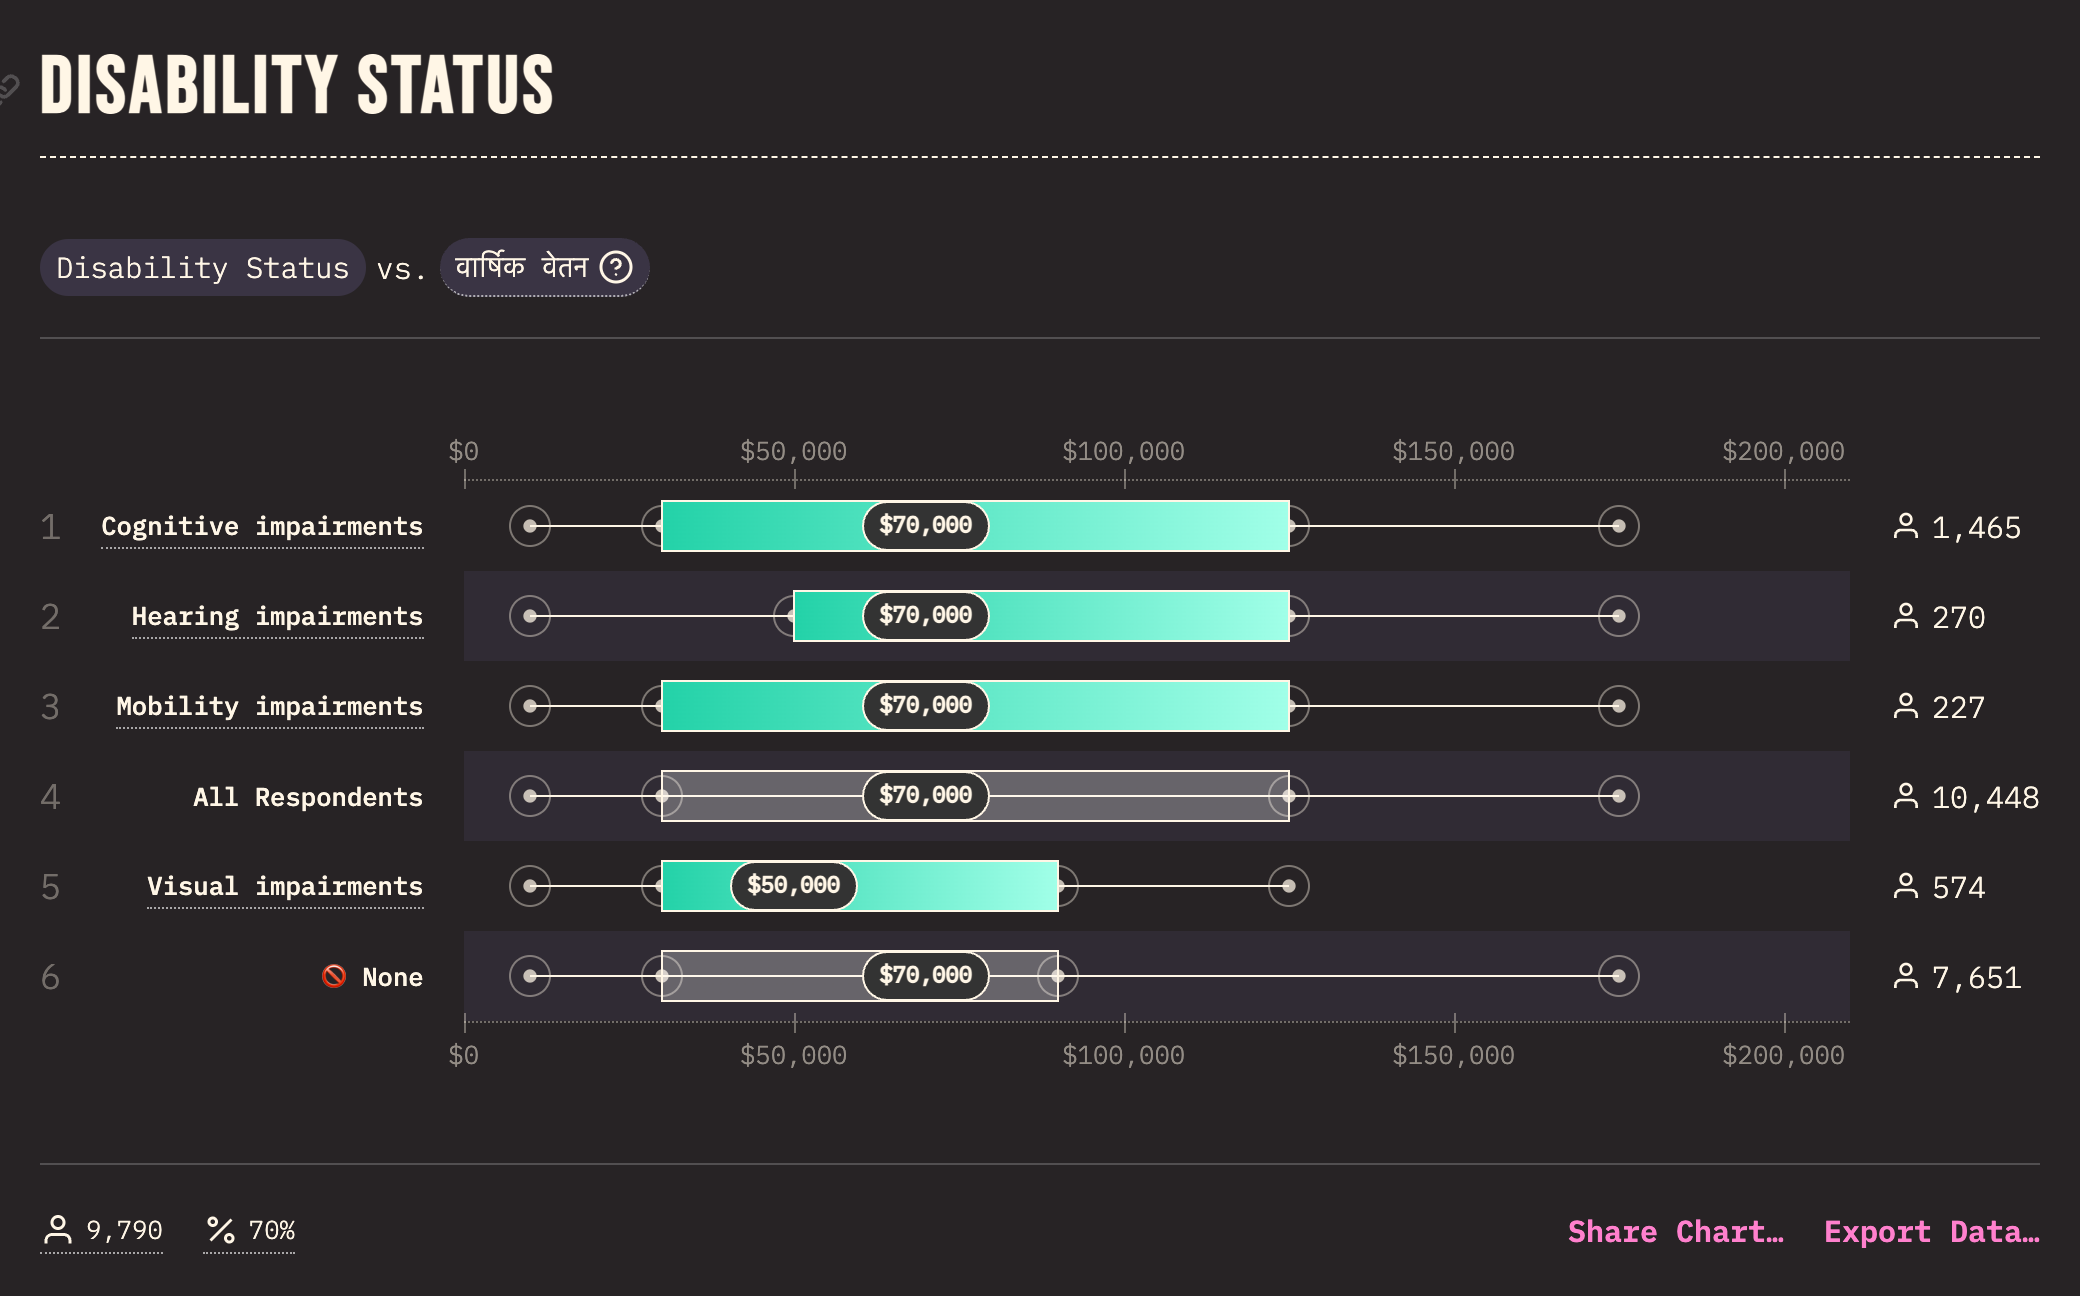 DISABILITY STATUS
Disability Status vs. वार्षिक वेतन
$0 $50,000 $100,000 $150,000 $200,000
1 Cognitive impairments $70,000 1,465
2 Hearing impairments $70,000 270
3 Mobility impairments $70,000 227
4 All Respondents $70,000 10,448
5 Visual impairments $50,000 574
6 🚫 None $70,000 7,651
$0 $50,000 $100,000 $150,000 $200,000
9,790 70% Share Chart… Export Data…